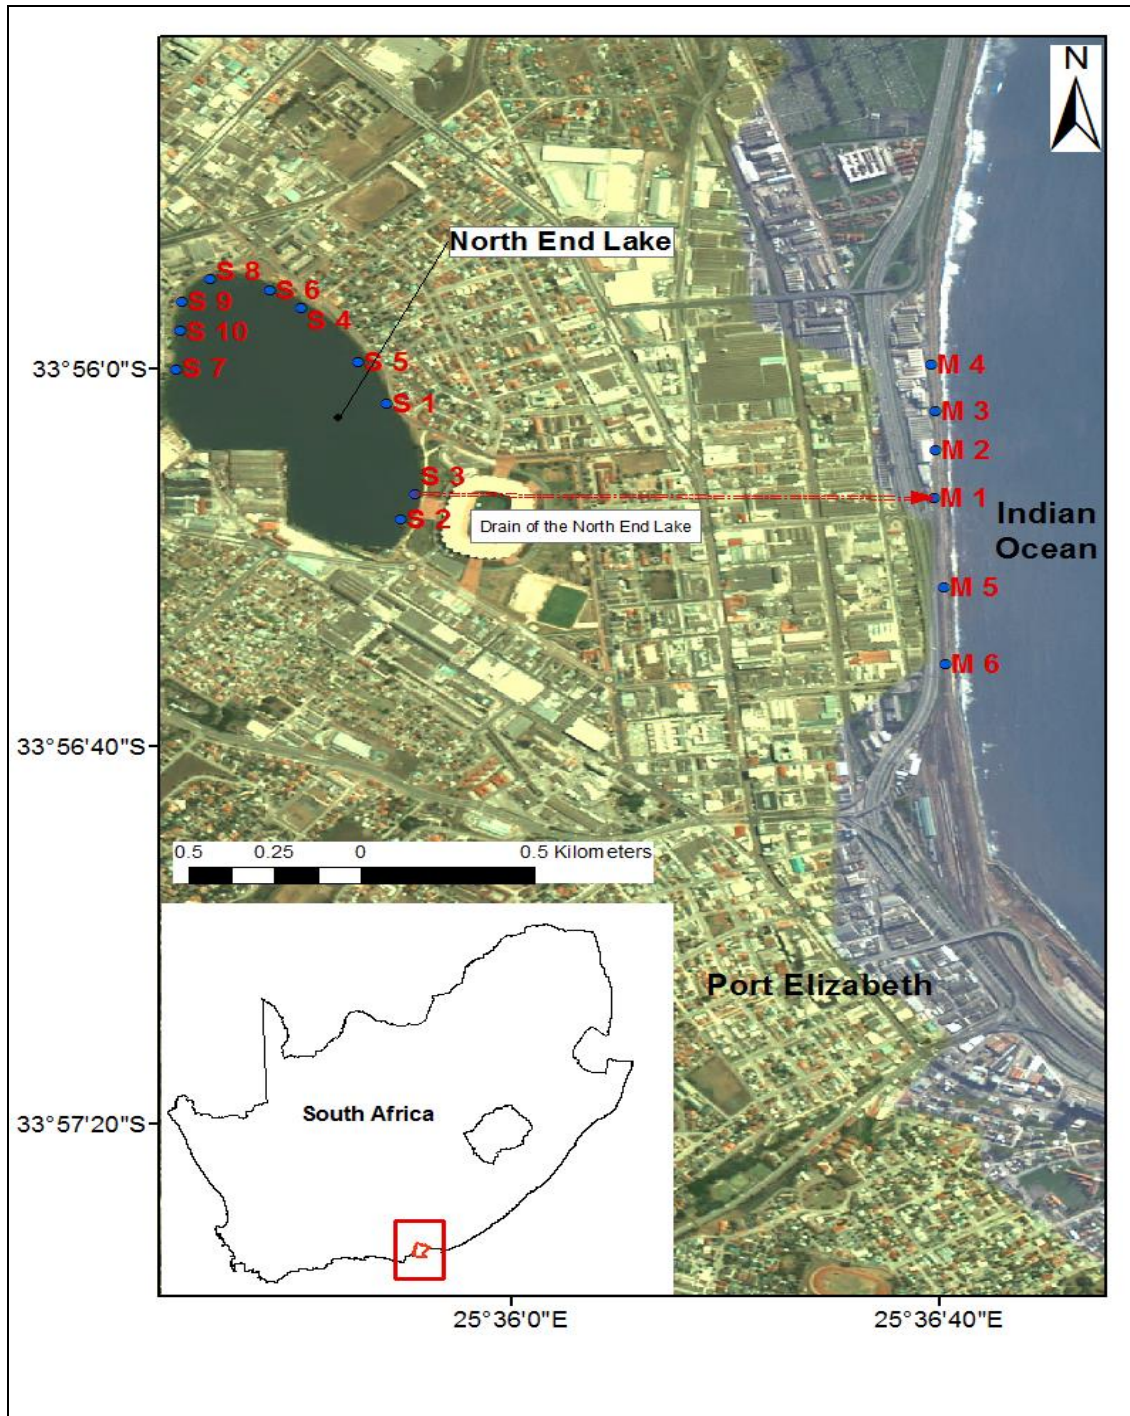 N
North End Lake
S 8
S 6
S 9
S 4
S 10
33°56'0"S
S 7
S 5
M 4
S 1
M 3
M 2
S 3
M 1
Indian
Ocean
S 2
Drain of the North End Lake
M 5
M 6
33°56'40"S
0.5
0.25
0
0.5 Kilometers
Port Elizabeth
South Africa
33°57'20"S
25°36'0"E
25°36'40"E